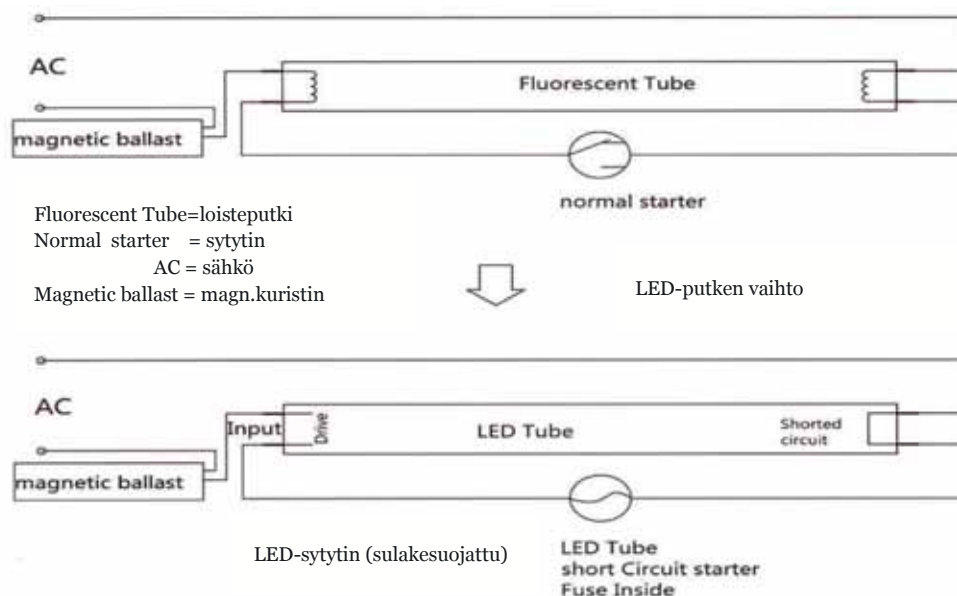 AC
Fluorescent Tube
magnetic ballast
normal starter
Fluorescent Tube=loisteputki
Normal starter = sytytin
AC = sähkö
Magnetic ballast = magn.kuristin
LED-putken vaihto
AC
Input
Drive
LED Tube
Shorted
circuit
magnetic ballast
LED-sytytin (sulakesuojattu)
LED Tube
short Circuit starter
Fuse Inside